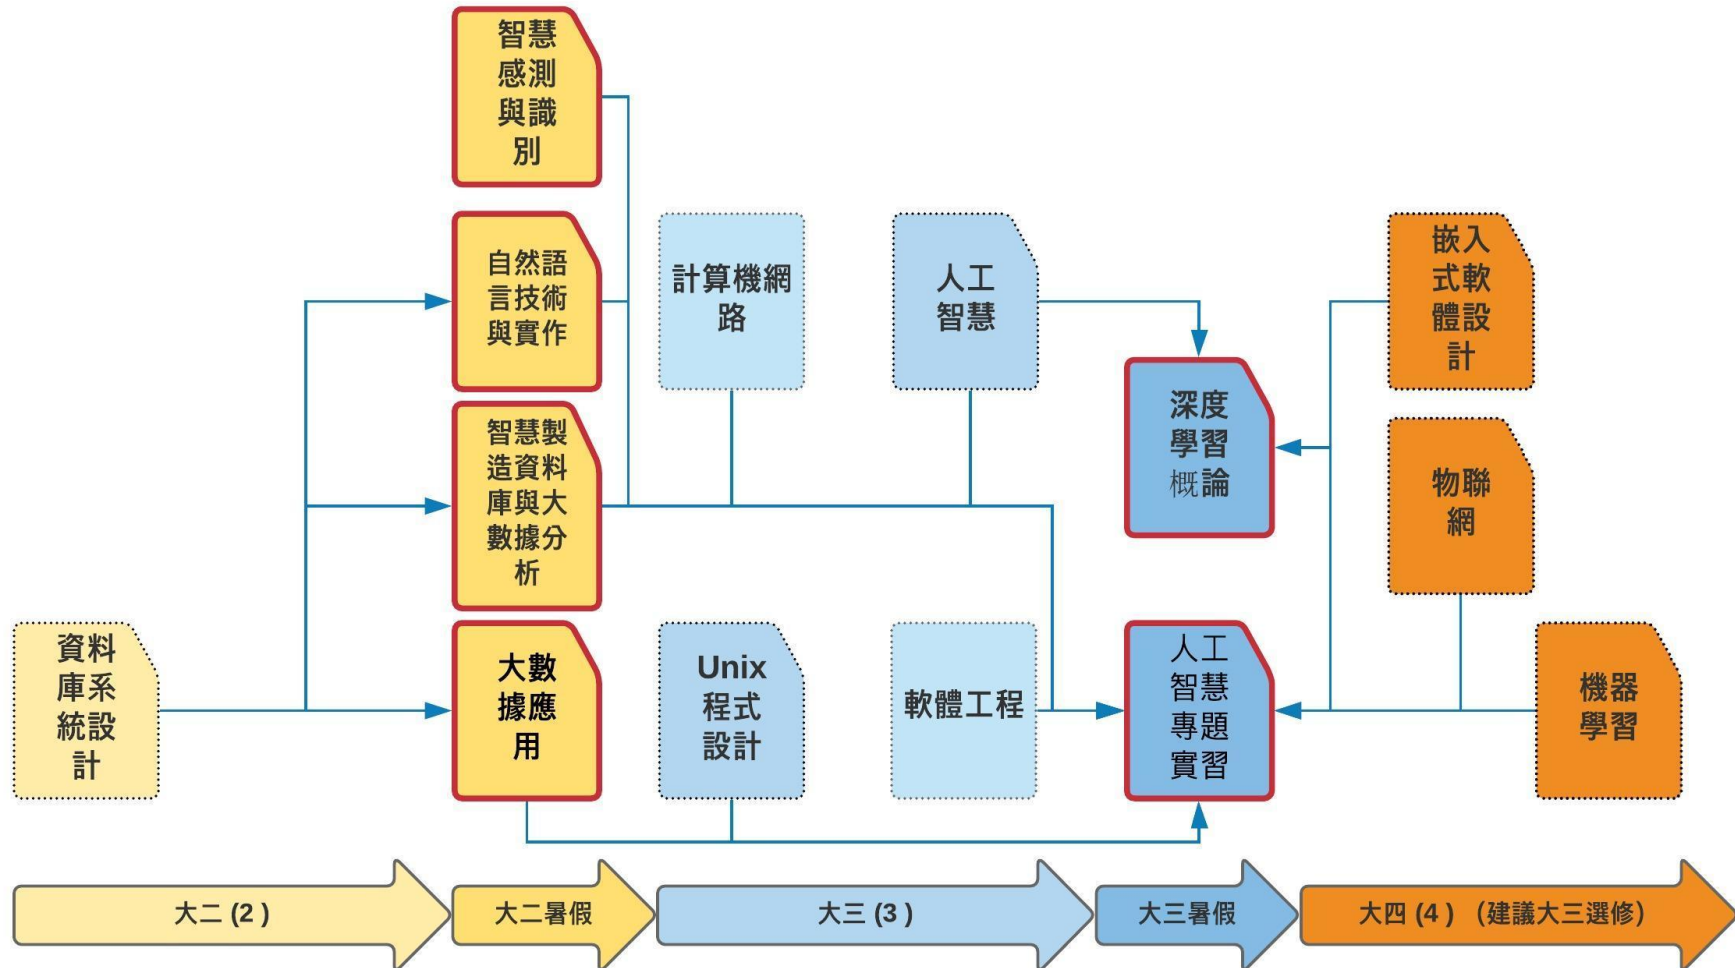 智慧
感測
與識
別
自然語
言技術
與實作
計算機網
路
人工
智慧
嵌入
式軟
體設
計
智慧製
造資料
庫與大
數據分
析
深度
學習
概論
物聯
網
資料
庫系
統設
計
大數
據應
用
Unix
程式
設計
軟體工程
人工
智慧
專題
實習
機器
學習
大二 (2 )
大二暑假
大三 (3 )
大三暑假
大四 (4 ) （建議大三選修）